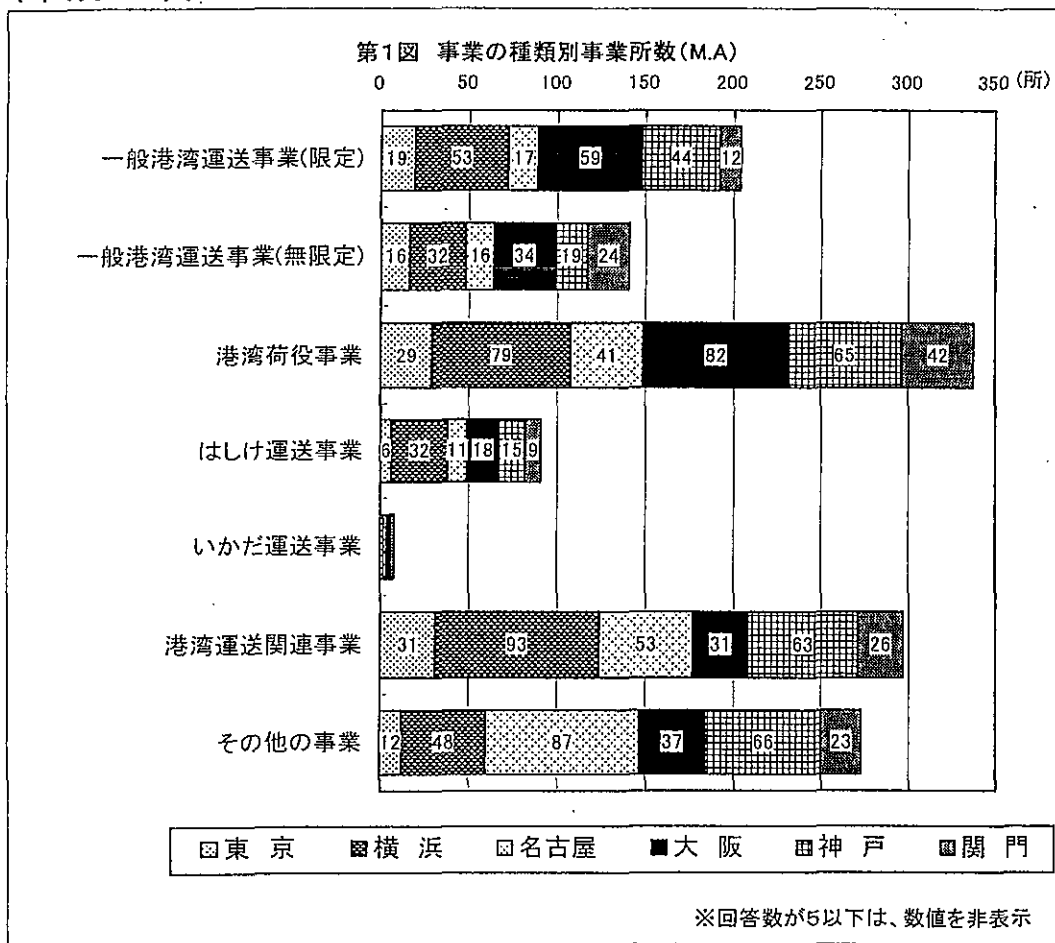 第1図 事業の種類別事業所数(M.A)
0 50 100 150 200 250 300 350 (所)
一般港湾運送事業(限定) 19 53 17 59 44 12
一般港湾運送事業(無限定) 16 32 16 34 19 24
港湾荷役事業 29 79 41 82 65 42
はしけ運送事業 6 32 11 18 15 9
いかだ運送事業
港湾運送関連事業 31 93 53 31 63 26
その他の事業 12 48 87 37 66 23
東 京 横 浜 名古屋 大 阪 神 戸 関 門
※回答数が5以下は、数値を非表示